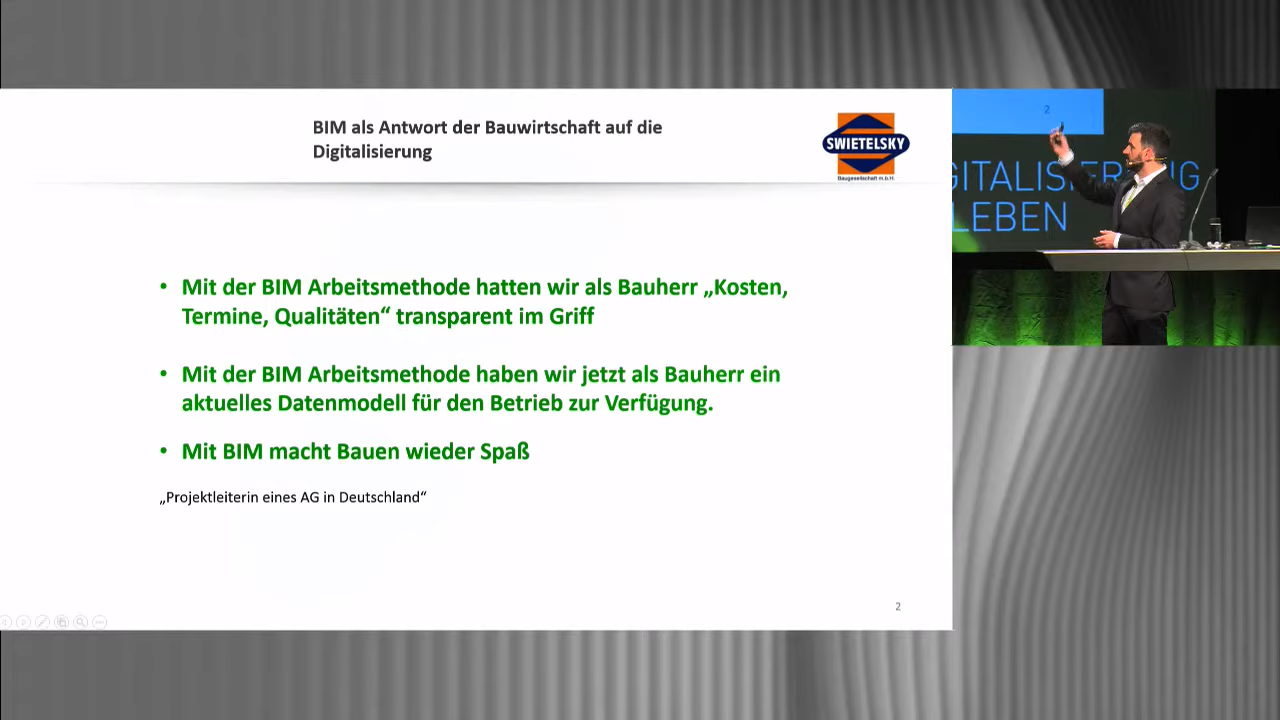 BIM als Antwort der Bauwirtschaft auf die
Digitalisierung
SWIETELSKY
Baugesellschaft m.b.H.
• Mit der BIM Arbeitsmethode hatten wir als Bauherr „Kosten,
Termine, Qualitäten“ transparent im Griff
• Mit der BIM Arbeitsmethode haben wir jetzt als Bauherr ein
aktuelles Datenmodell für den Betrieb zur Verfügung.
• Mit BIM macht Bauen wieder Spaß
„Projektleiterin eines AG in Deutschland“
2
2
GITALISIERUNG
LEBEN